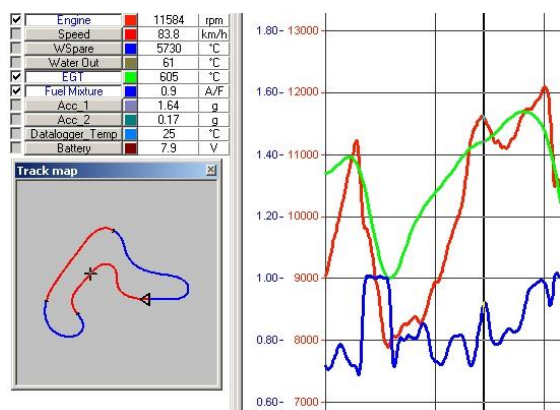 Engine 11584 rpm
Speed 83.8 km/h
WSpare 5730 °C
Water Out 61 °C
EGT 605 °C
Fuel Mixture 0.9 A/F
Acc_1 1.64 g
Acc_2 0.17 g
Datalogger_Temp 25 °C
Battery 7.9 V
Track map x
1.80- 13000
1.60- 12000
1.40- 11000
1.20- 10000
1.00- 9000
0.80- 8000
0.60- 7000